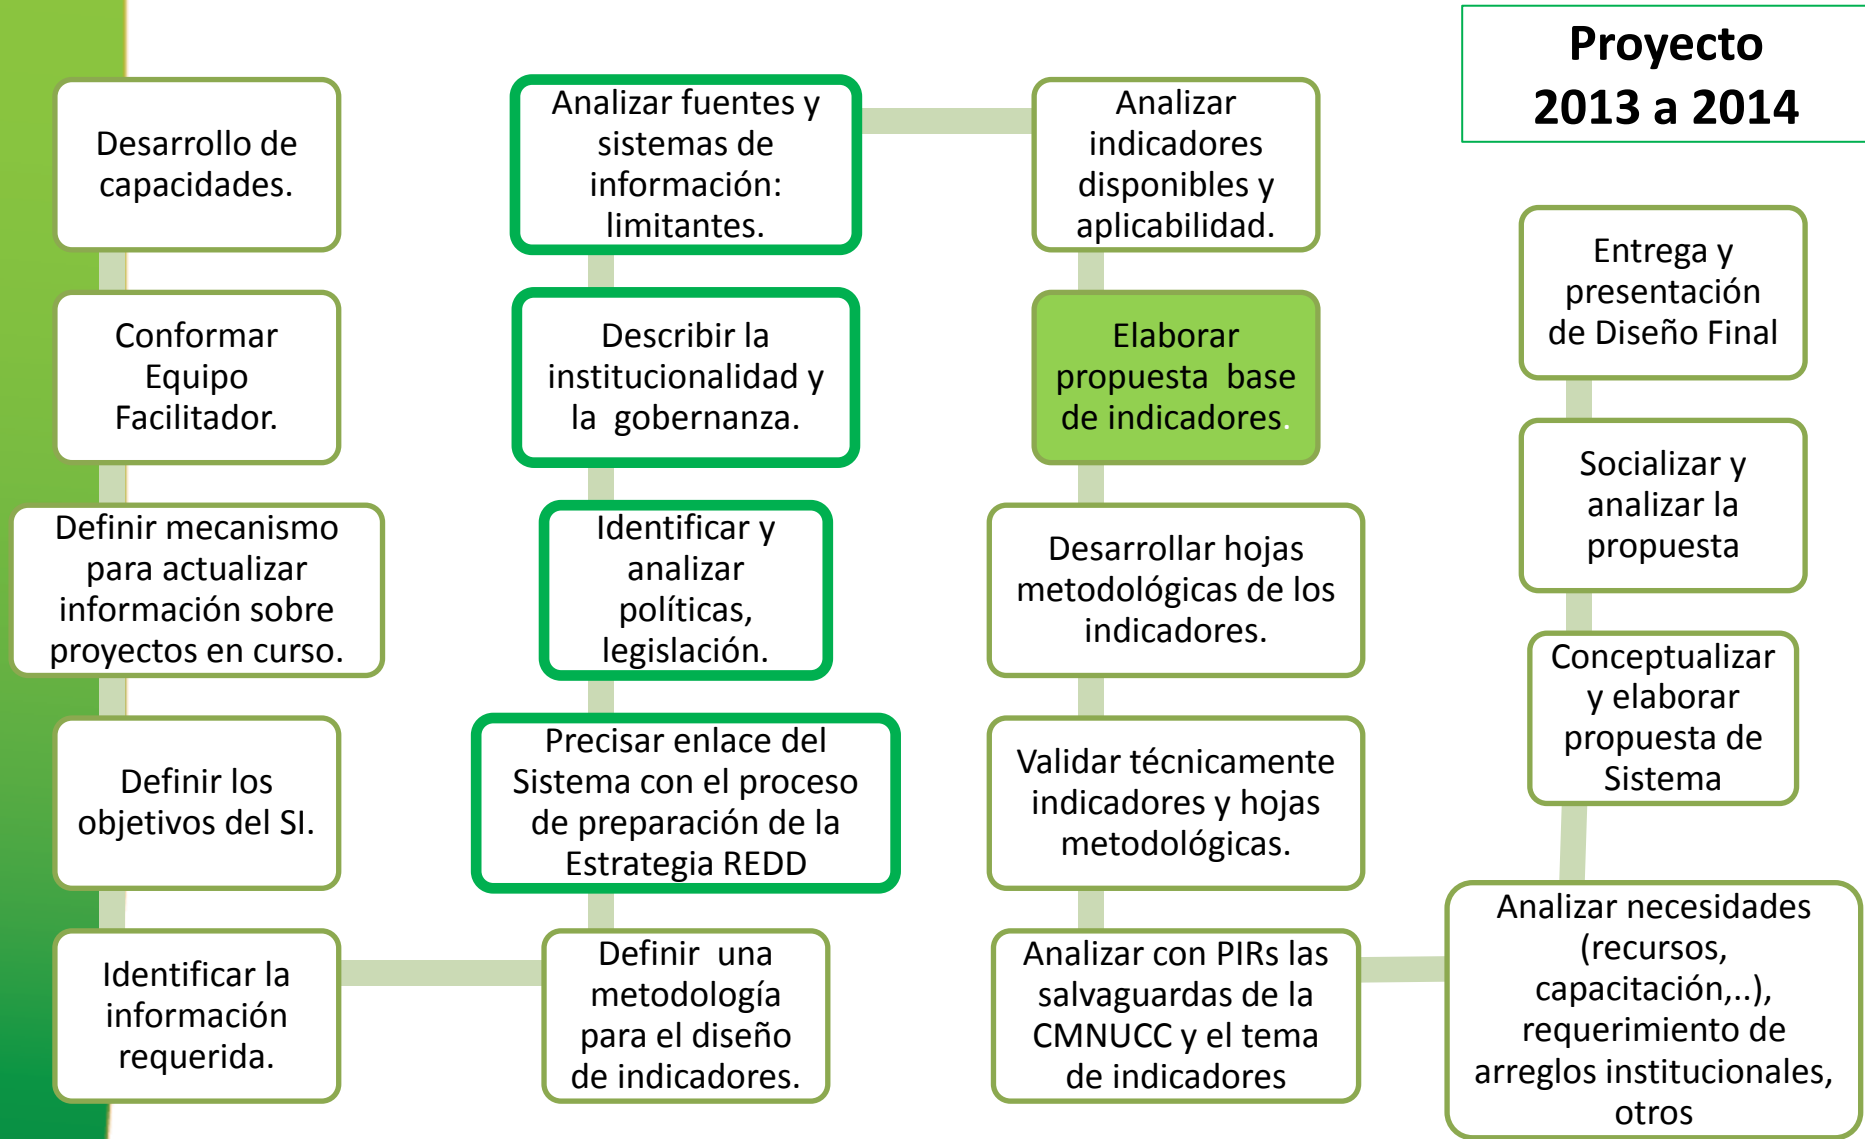 Proyecto
2013 a 2014
Desarrollo de
capacidades.
Conformar
Equipo
Facilitador.
Definir mecanismo
para actualizar
información sobre
proyectos en curso.
Definir los
objetivos del SI.
Identificar la
información
requerida.
Definir una
metodología
para el diseño
de indicadores.
Precisar enlace del
Sistema con el proceso
de preparación de la
Estrategia REDD
Identificar y
analizar
políticas,
legislación.
Describir la
institucionalidad y
la gobernanza.
Analizar fuentes y
sistemas de
información:
limitantes.
Analizar
indicadores
disponibles y
aplicabilidad.
Elaborar
propuesta base
de indicadores.
Desarrollar hojas
metodológicas de los
indicadores.
Validar técnicamente
indicadores y hojas
metodológicas.
Analizar con PIRs las
salvaguardas de la
CMNUCC y el tema
de indicadores
Analizar necesidades
(recursos,
capacitación,..),
requerimiento de
arreglos institucionales,
otros
Conceptualizar
y elaborar
propuesta de
Sistema
Socializar y
analizar la
propuesta
Entrega y
presentación
de Diseño Final